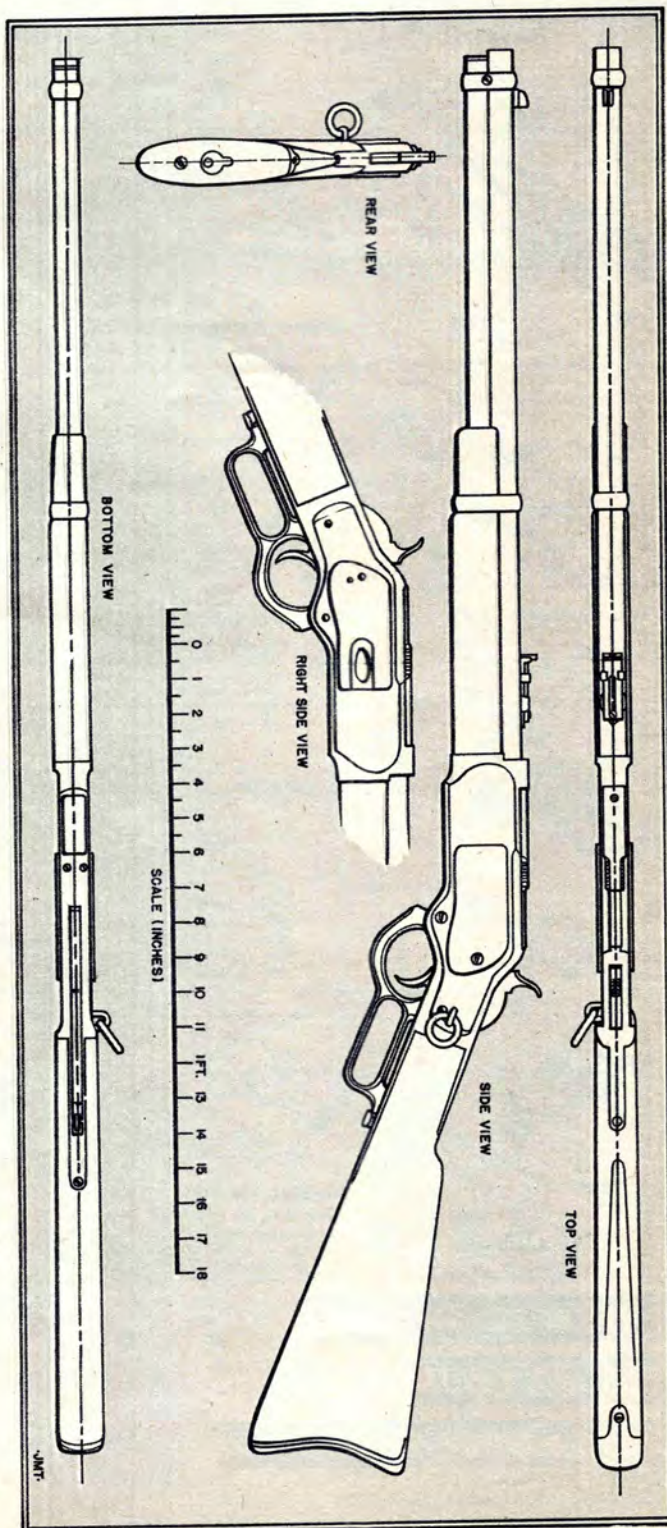 TOP VIEW
SIDE VIEW
REAR VIEW
RIGHT SIDE VIEW
0 1 2 3 4 5 6 7 8 9 10 11 1FT. 13 14 15 16 17 18
SCALE (INCHES)
BOTTOM VIEW
JMT.